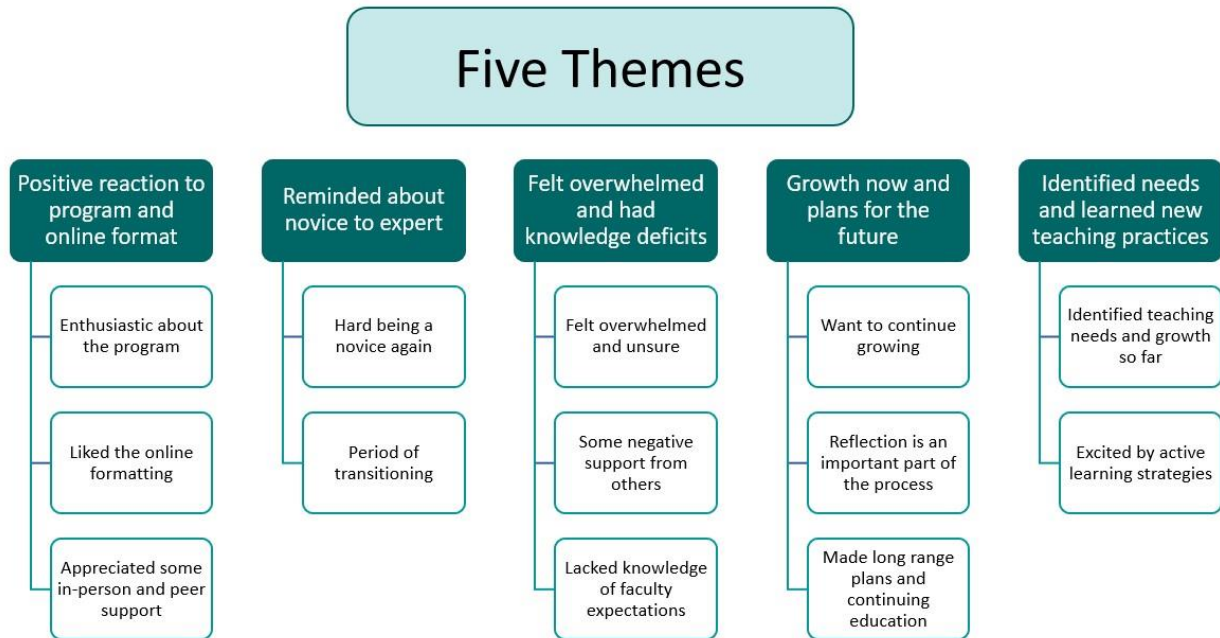 Five Themes
Positive reaction to
program and
online format
Enthusiastic about
the program
Liked the online
formatting
Appreciated some
in-person and peer
support
Reminded about
novice to expert
Hard being a
novice again
Period of
transitioning
Felt overwhelmed
and had
knowledge deficits
Felt overwhelmed
and unsure
Some negative
support from
others
Lacked knowledge
of faculty
expectations
Growth now and
plans for the
future
Want to continue
growing
Reflection is an
important part of
the process
Made long range
plans and
continuing
education
Identified needs
and learned new
teaching practices
Identified teaching
needs and growth
so far
Excited by active
learning strategies